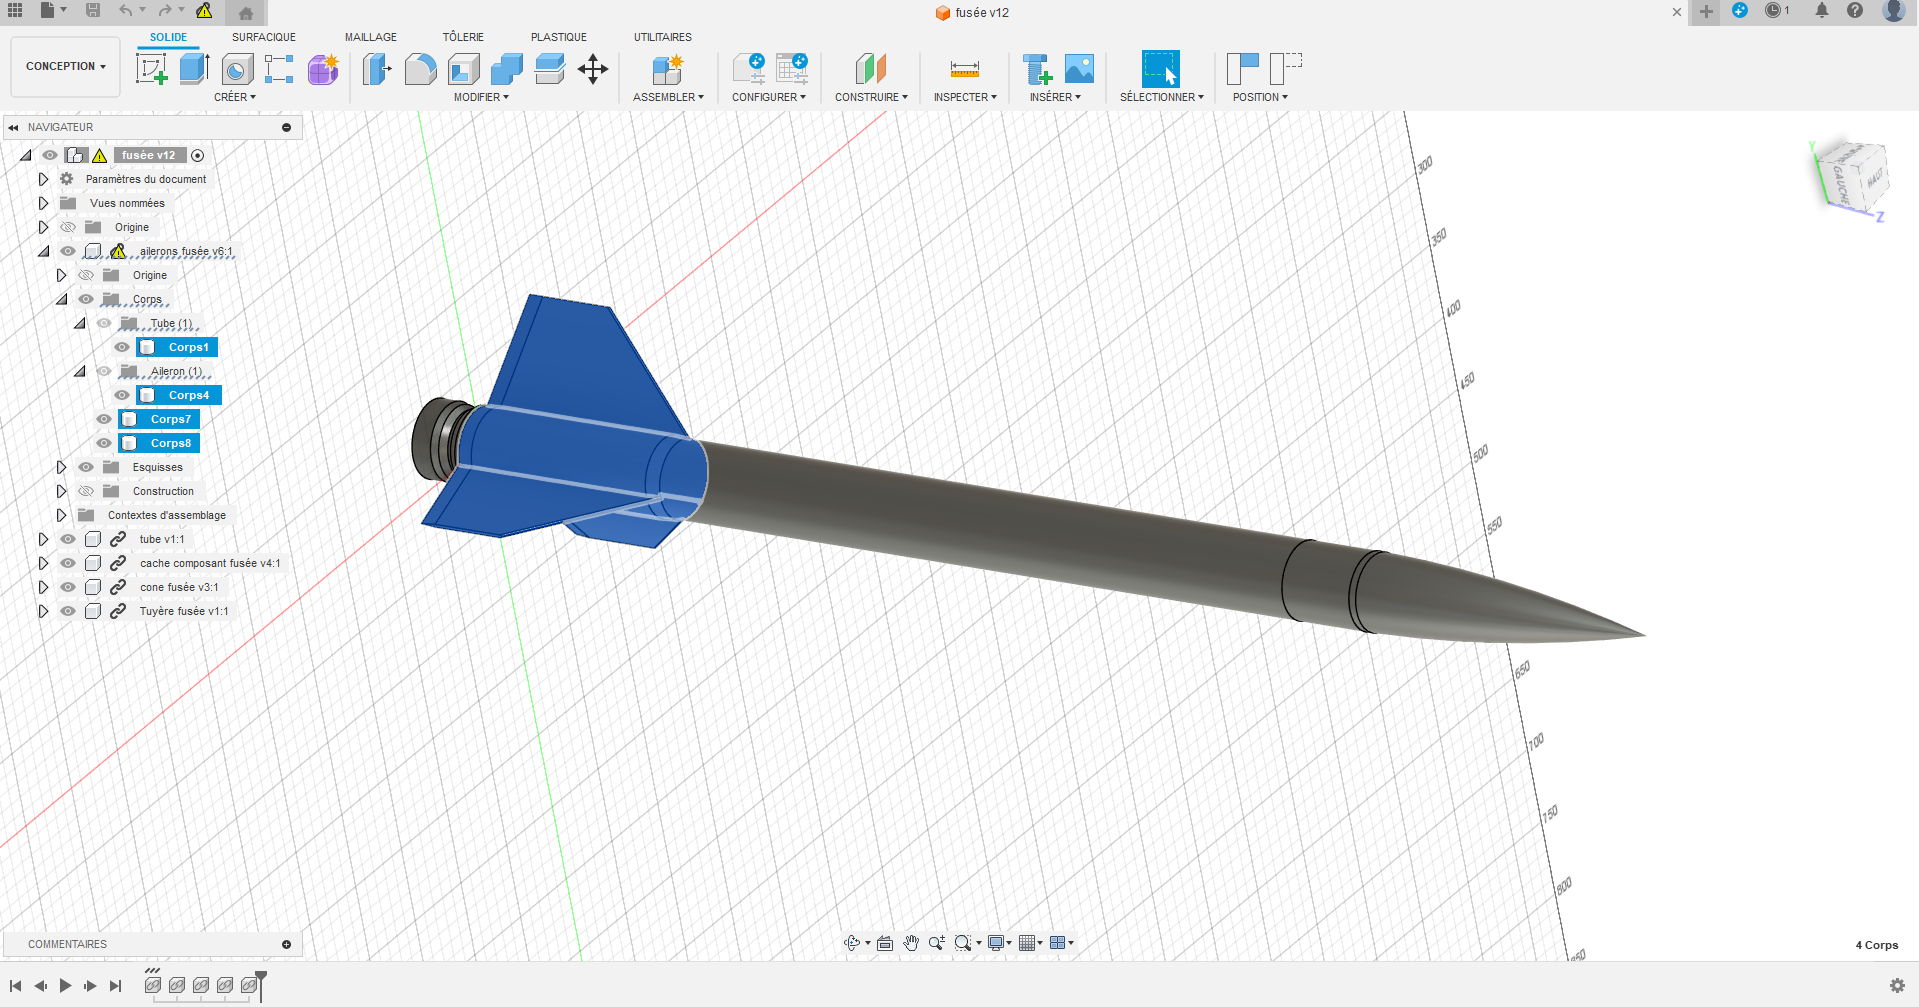 fusée v12
1
SOLIDE SURFACIQUE MAILLAGE TÔLERIE PLASTIQUE UTILITAIRES
CONCEPTION
CRÉER MODIFIER ASSEMBLER CONFIGURER CONSTRUIRE INSPECTER INSÉRER SÉLECTIONNER POSITION
NAVIGATEUR
fusée v12
Paramètres du document
Vues nommées
Origine
ailerons fusée v6:1
Origine
Corps
Tube (1)
Corps1
Aileron (1)
Corps4
Corps7
Corps8
Esquisses
Construction
Contextes d'assemblage
tube v1:1
cache composant fusée v4:1
cone fusée v3:1
Tuyère fusée v1:1
Y
GAUCHE
HAUT
Z
300
350
400
450
500
550
650
700
750
800
850
COMMENTAIRES
4 Corps